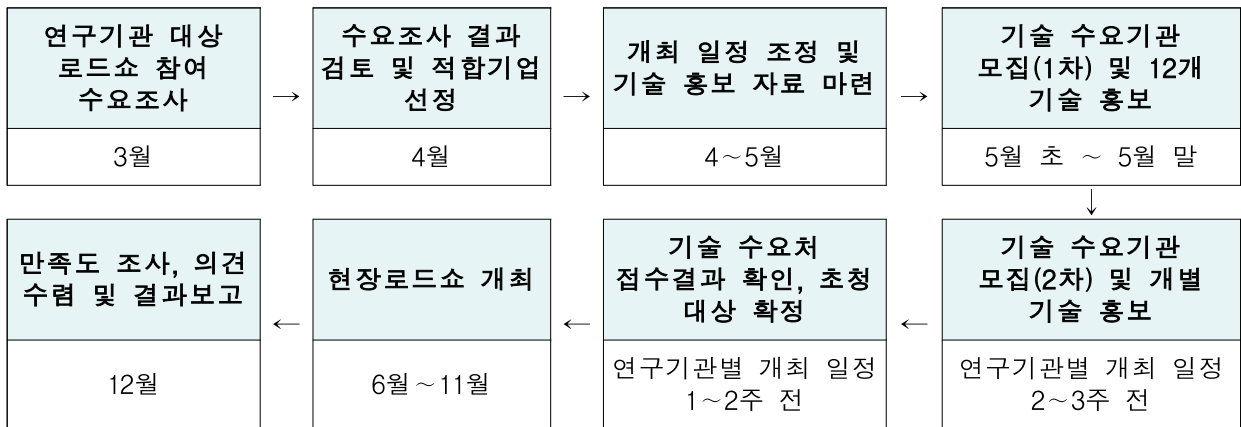 연구기관 대상
로드쇼 참여
수요조사
3월
→
수요조사 결과
검토 및 적합기업
선정
4월
→
개최 일정 조정 및
기술 홍보 자료 마련
4～5월
→
기술 수요기관
모집(1차) 및 12개
기술 홍보
5월 초 ～ 5월 말
↓
기술 수요기관
모집(2차) 및 개별
기술 홍보
연구기관별 개최 일정
2～3주 전
←
기술 수요처
접수결과 확인, 초청
대상 확정
연구기관별 개최 일정
1～2주 전
←
현장로드쇼 개최
6월～11월
←
만족도 조사, 의견
수렴 및 결과보고
12월